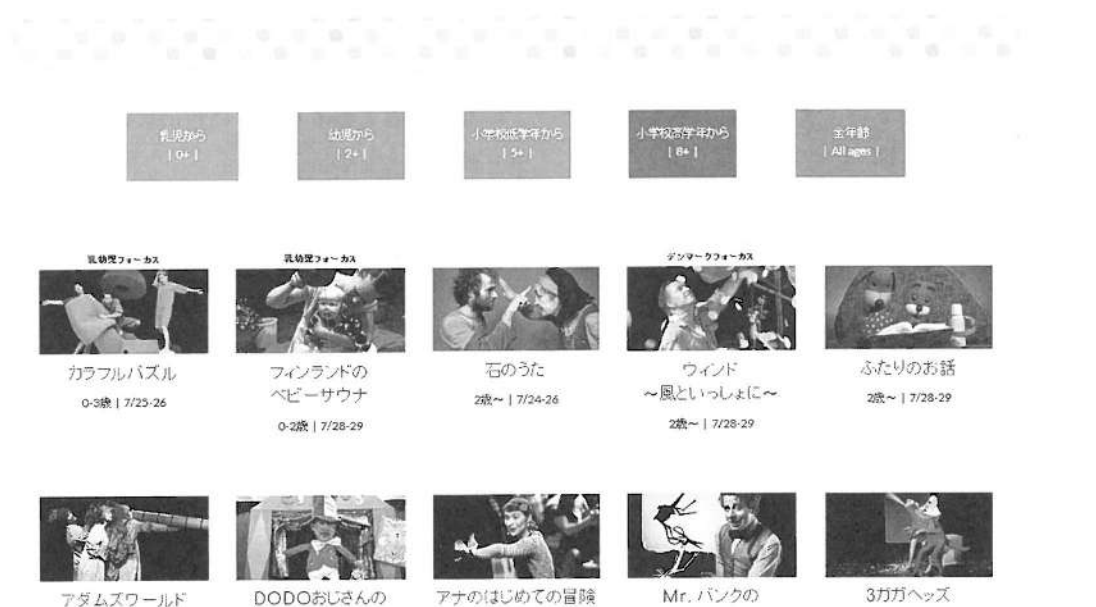 乳児から
| 0+ |
幼児から
| 2+ |
小学校低学年から
| 5+ |
小学校高学年から
| 8+ |
全年齢
| All ages |
乳幼児フォーカス
乳幼児フォーカス
デンマークフォーカス
カラフルパズル
0-3歳 | 7/25-26
フィンランドの
ベビーサウナ
0-2歳 | 7/28-29
石のうた
2歳～ | 7/24-26
ウィンド
～風といっしょに～
2歳～ | 7/28-29
ふたりのお話
2歳～ | 7/28-29
アダムズワールド
DODOおじさんの
アナのはじめての冒険
Mr. バンクの
3ガガヘッズ